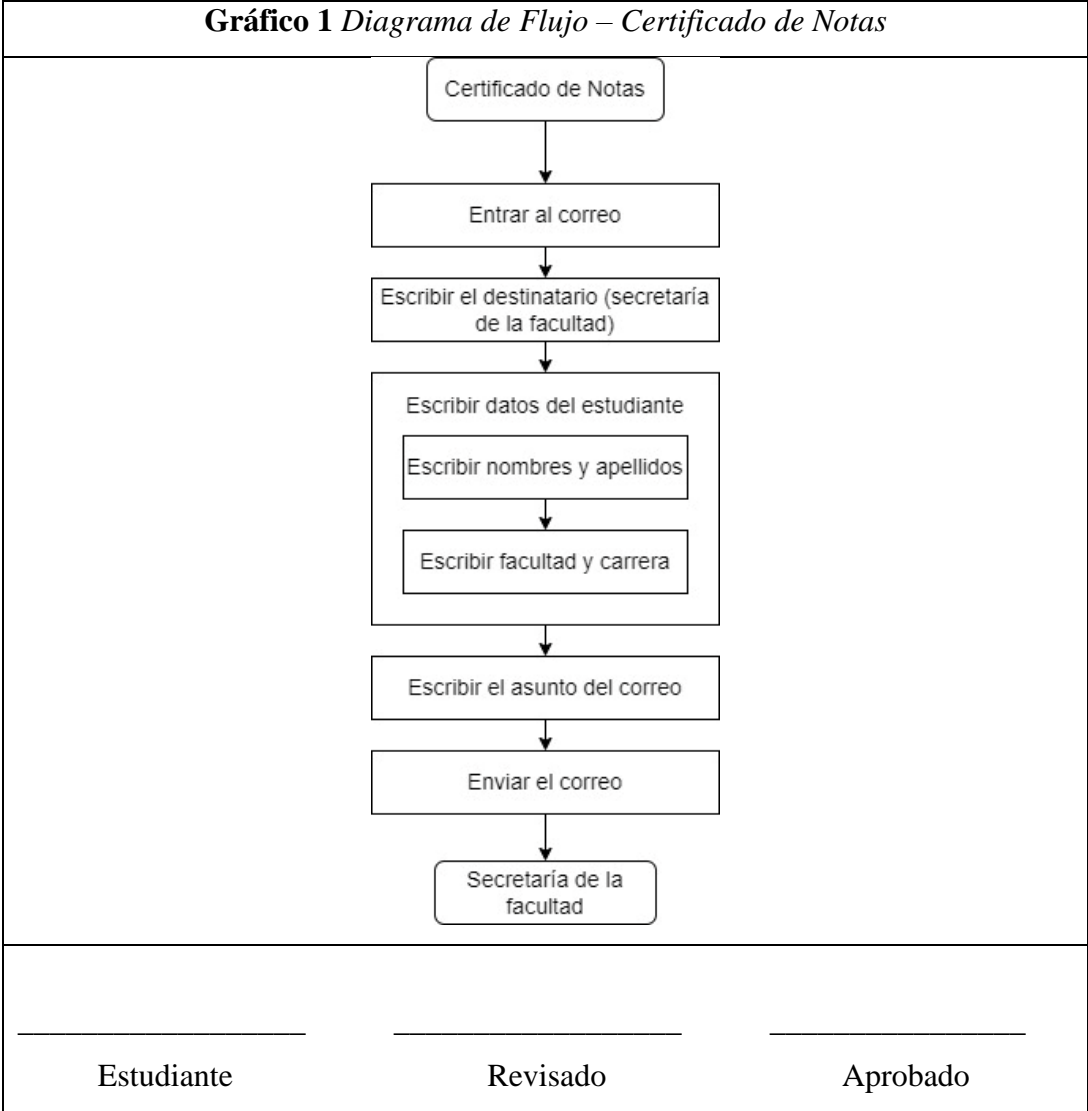 Gráfico 1 Diagrama de Flujo – Certificado de Notas
Certificado de Notas
Entrar al correo
Escribir el destinatario (secretaría
de la facultad)
Escribir datos del estudiante
Escribir nombres y apellidos
Escribir facultad y carrera
Escribir el asunto del correo
Enviar el correo
Secretaría de la
facultad
Estudiante Revisado Aprobado